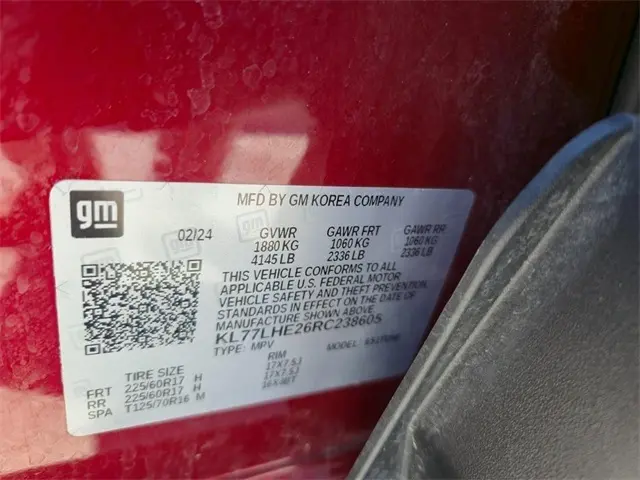 gm
MFD BY GM KOREA COMPANY
02/24 GVWR GAWR FRT GAWR RR
1880 KG 1060 KG 1060 KG
4145 LB 2336 LB 2336 LB
THIS VEHICLE CONFORMS TO ALL
APPLICABLE U.S. FEDERAL MOTOR
VEHICLE SAFETY AND THEFT PREVENTION
STANDARDS IN EFFECT ON THE DATE OF
MANUFACTURE SHOWN ABOVE.
KL77LHE26RC238605
TYPE: MPV MODEL:
TIRE SIZE RIM
FRT 225/60R17 H 17X7.5J
RR 225/60R17 H 17X7.5J
SPA T125/70R16 M 16X4BT